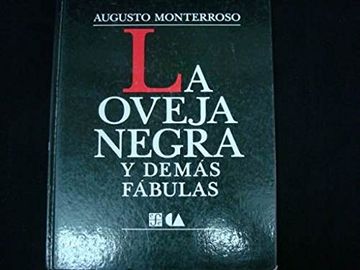 AUGUSTO MONTERROSO
LA
OVEJA
NEGRA
Y DEMÁS
FÁBULAS